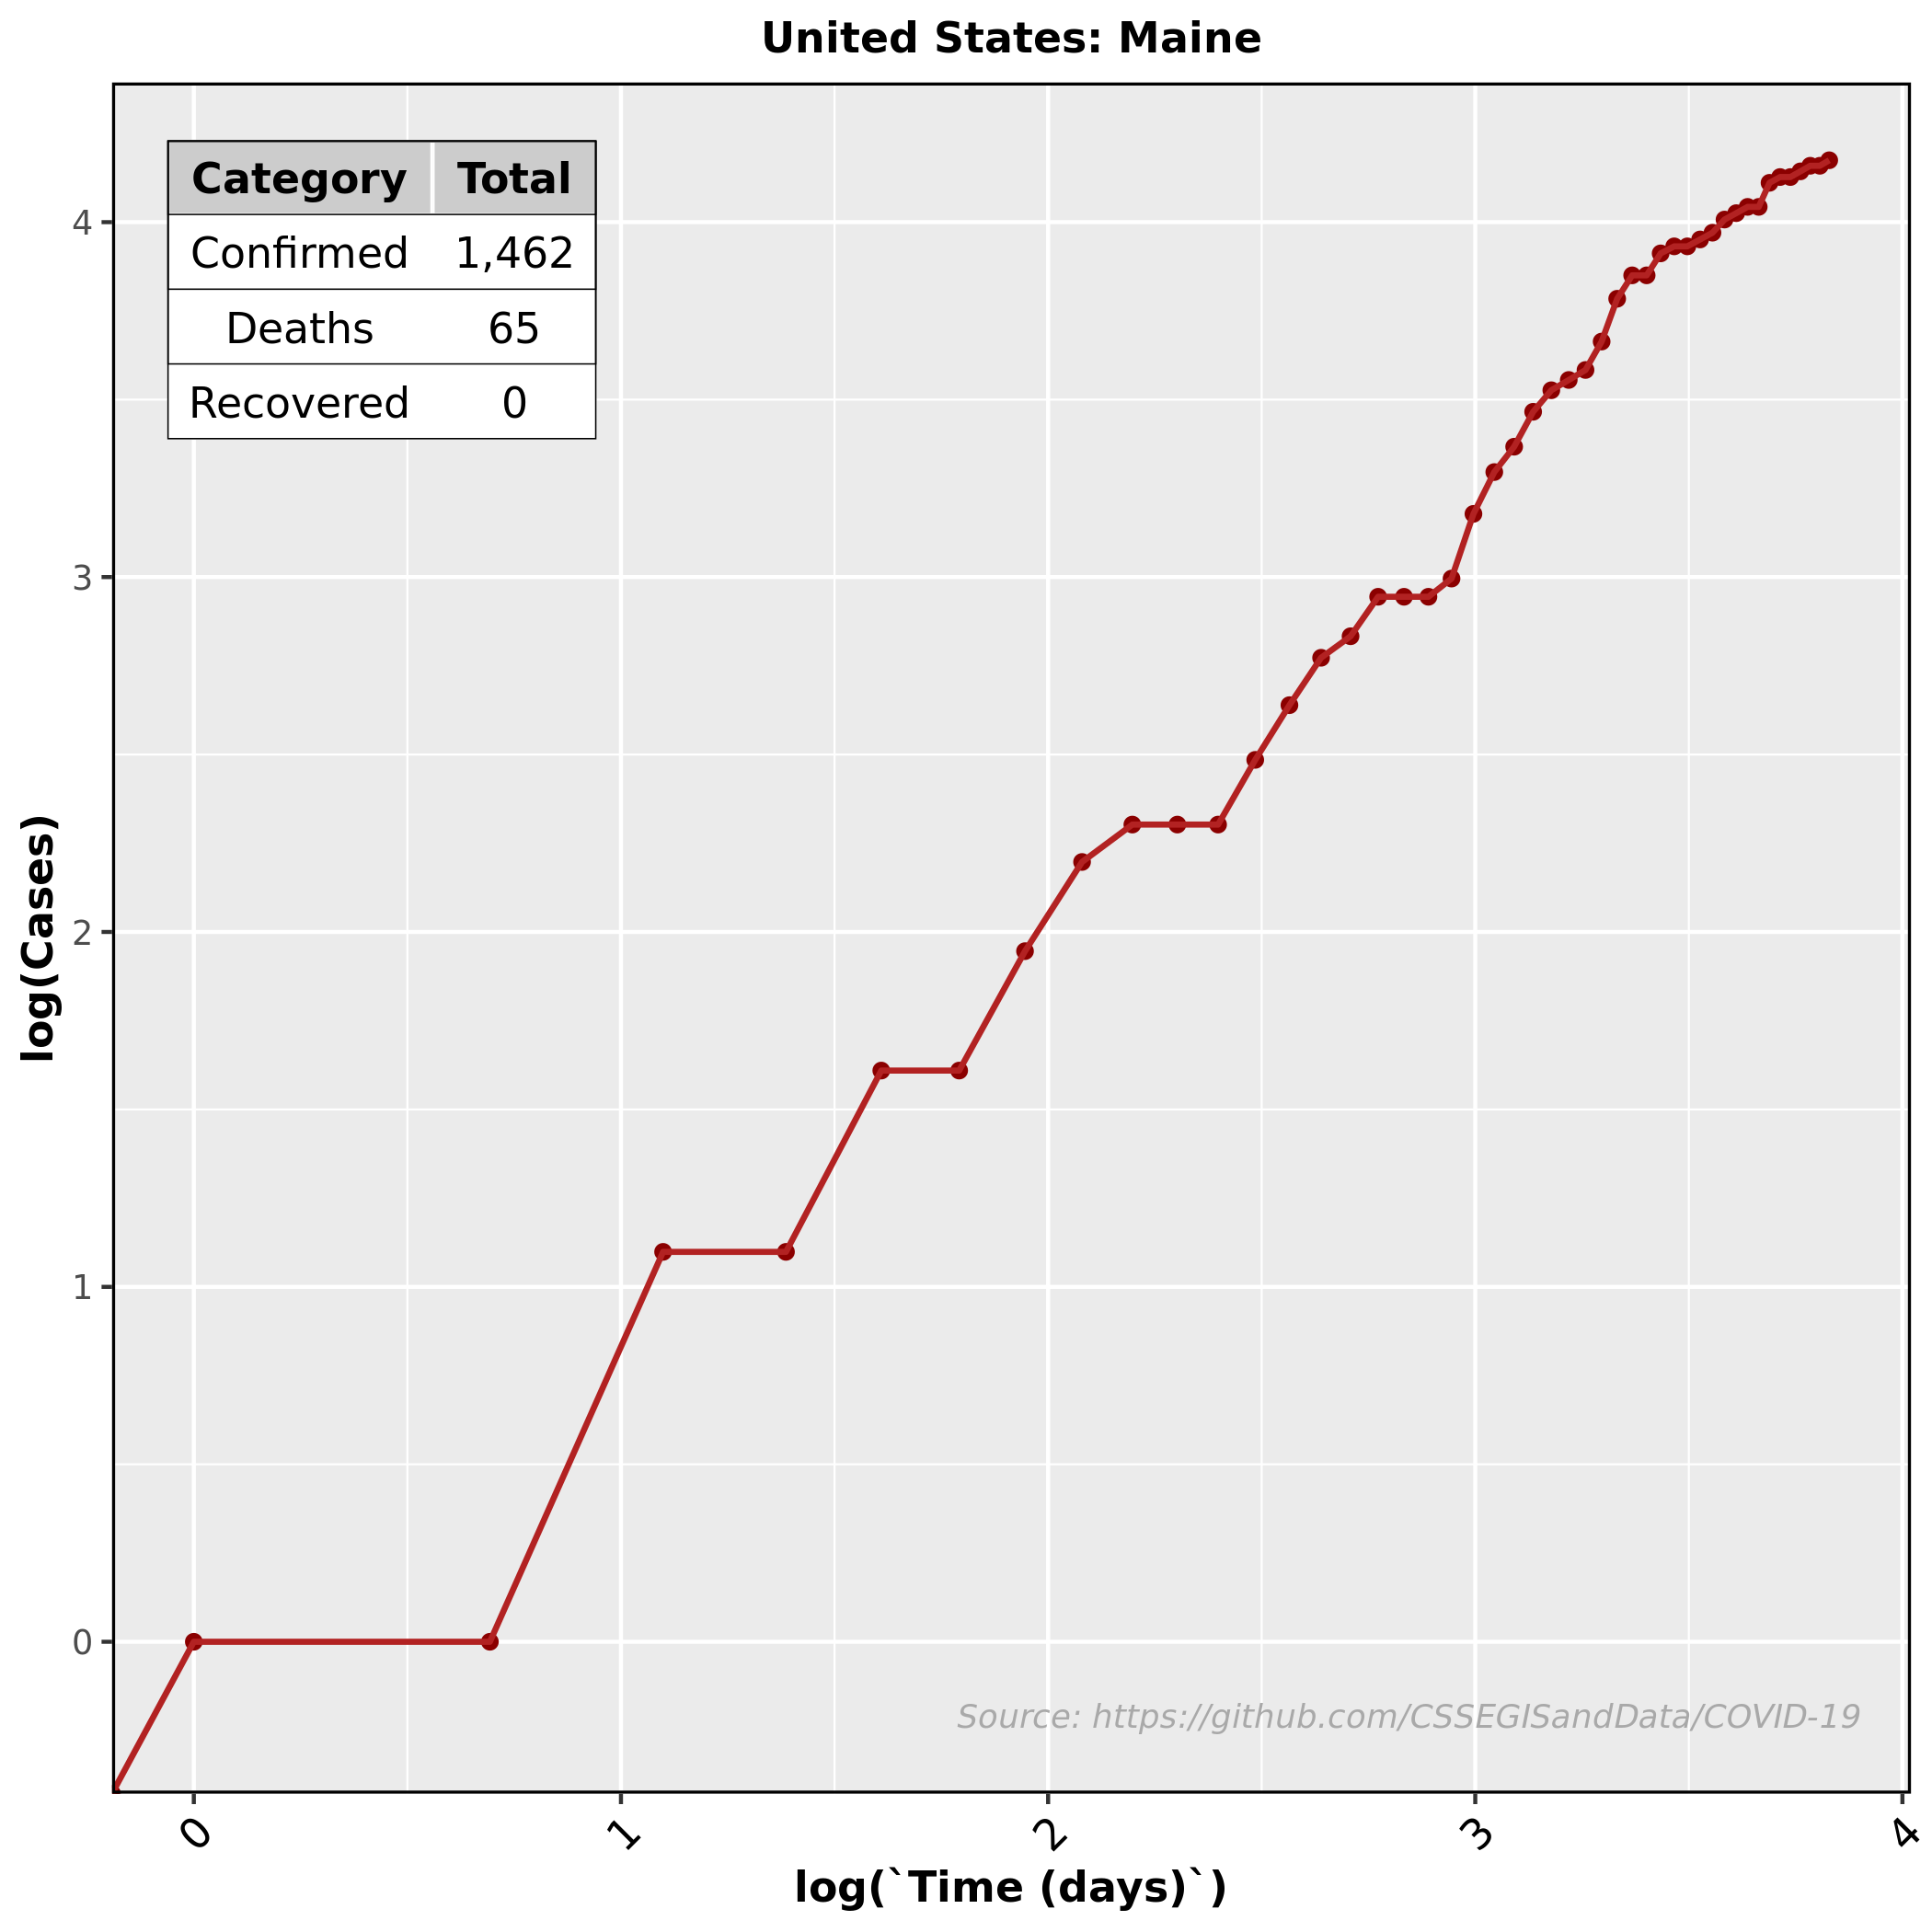 United States: Maine
Category Total
Confirmed 1,462
Deaths 65
Recovered 0
4
3
2
1
0
log(Cases)
Source: https://github.com/CSSEGISandData/COVID-19
0 1 2 3 4
log(`Time (days)`)